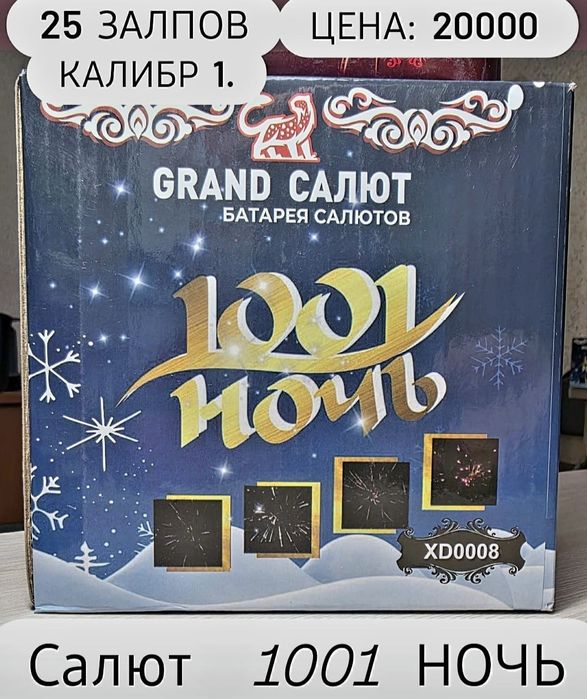 25 ЗАЛПОВ
КАЛИБР 1.
ЦЕНА: 20000
GRAND САЛЮТ
БАТАРЕЯ САЛЮТОВ
1001
НОЧЬ
XD0008
Салют 1001 НОЧЬ